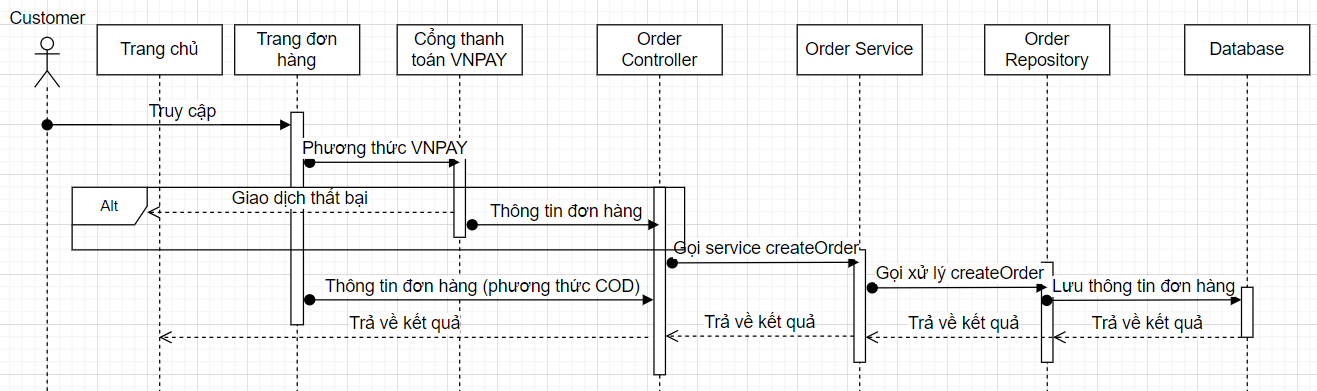 Customer
Trang chủ
Trang đơn
hàng
Cổng thanh
toán VNPAY
Order
Controller
Order Service
Order
Repository
Database
Truy cập
Phương thức VNPAY
Alt
Giao dịch thất bại
Thông tin đơn hàng
Gọi service createOrder
Gọi xử lý createOrder
Thông tin đơn hàng (phương thức COD)
Lưu thông tin đơn hàng
Trả về kết quả
Trả về kết quả
Trả về kết quả
Trả về kết quả